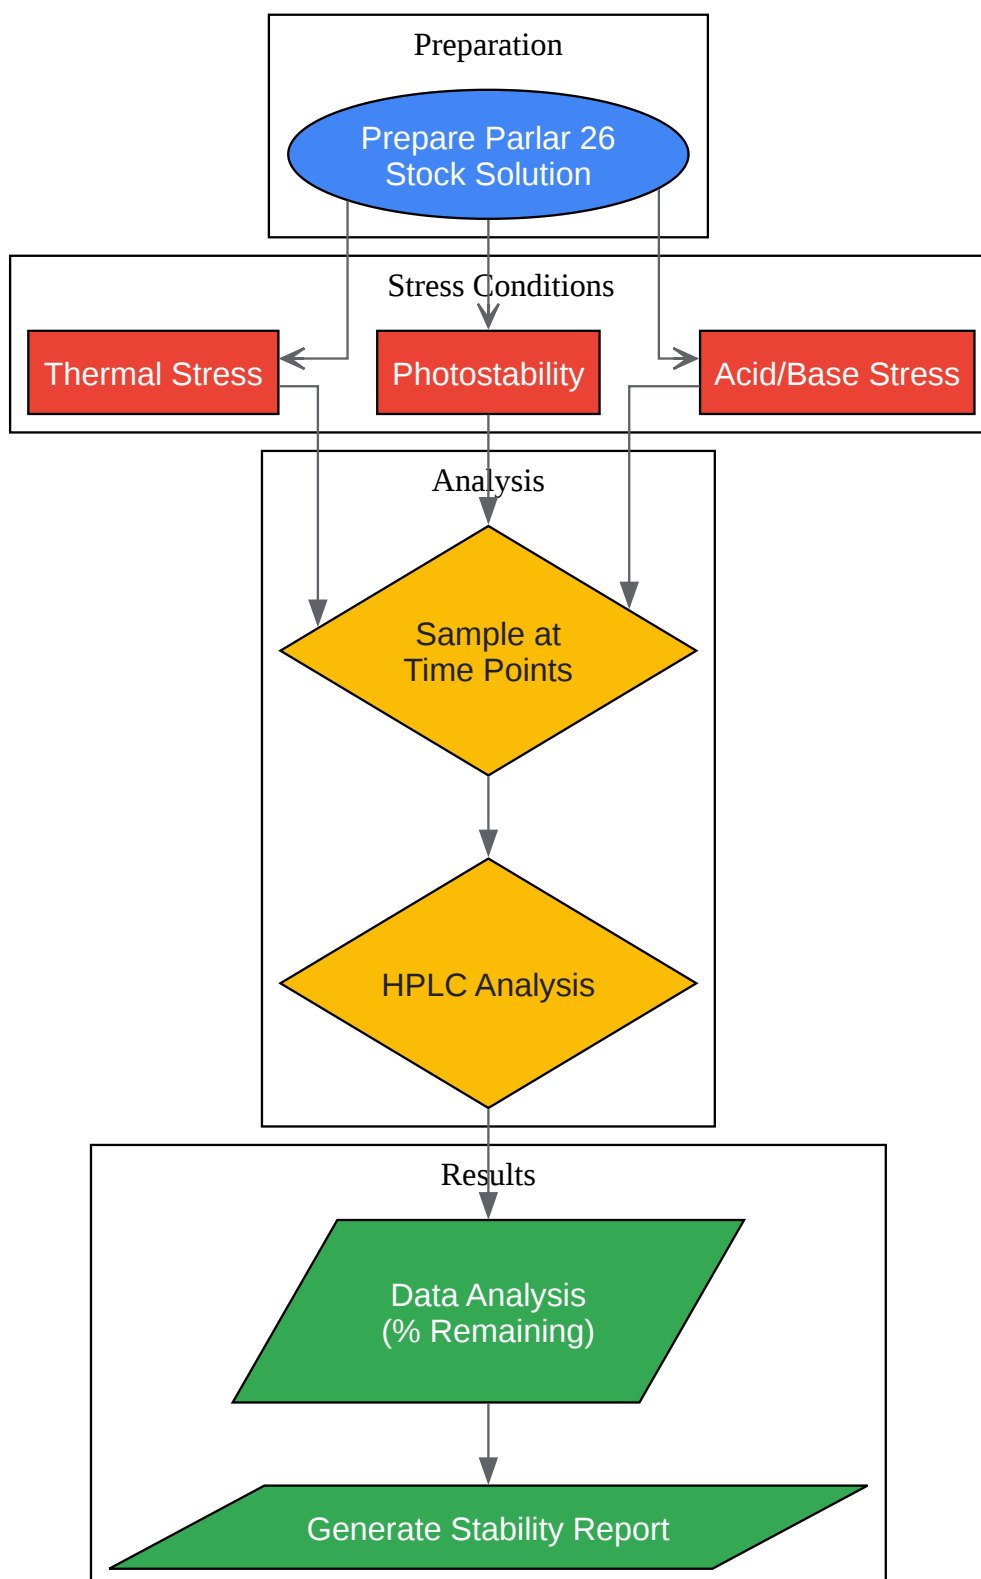 Preparation
Prepare Parlar 26
Stock Solution
Stress Conditions
Thermal Stress
Photostability
Acid/Base Stress
Analysis
Sample at
Time Points
HPLC Analysis
Results
Data Analysis
(% Remaining)
Generate Stability Report